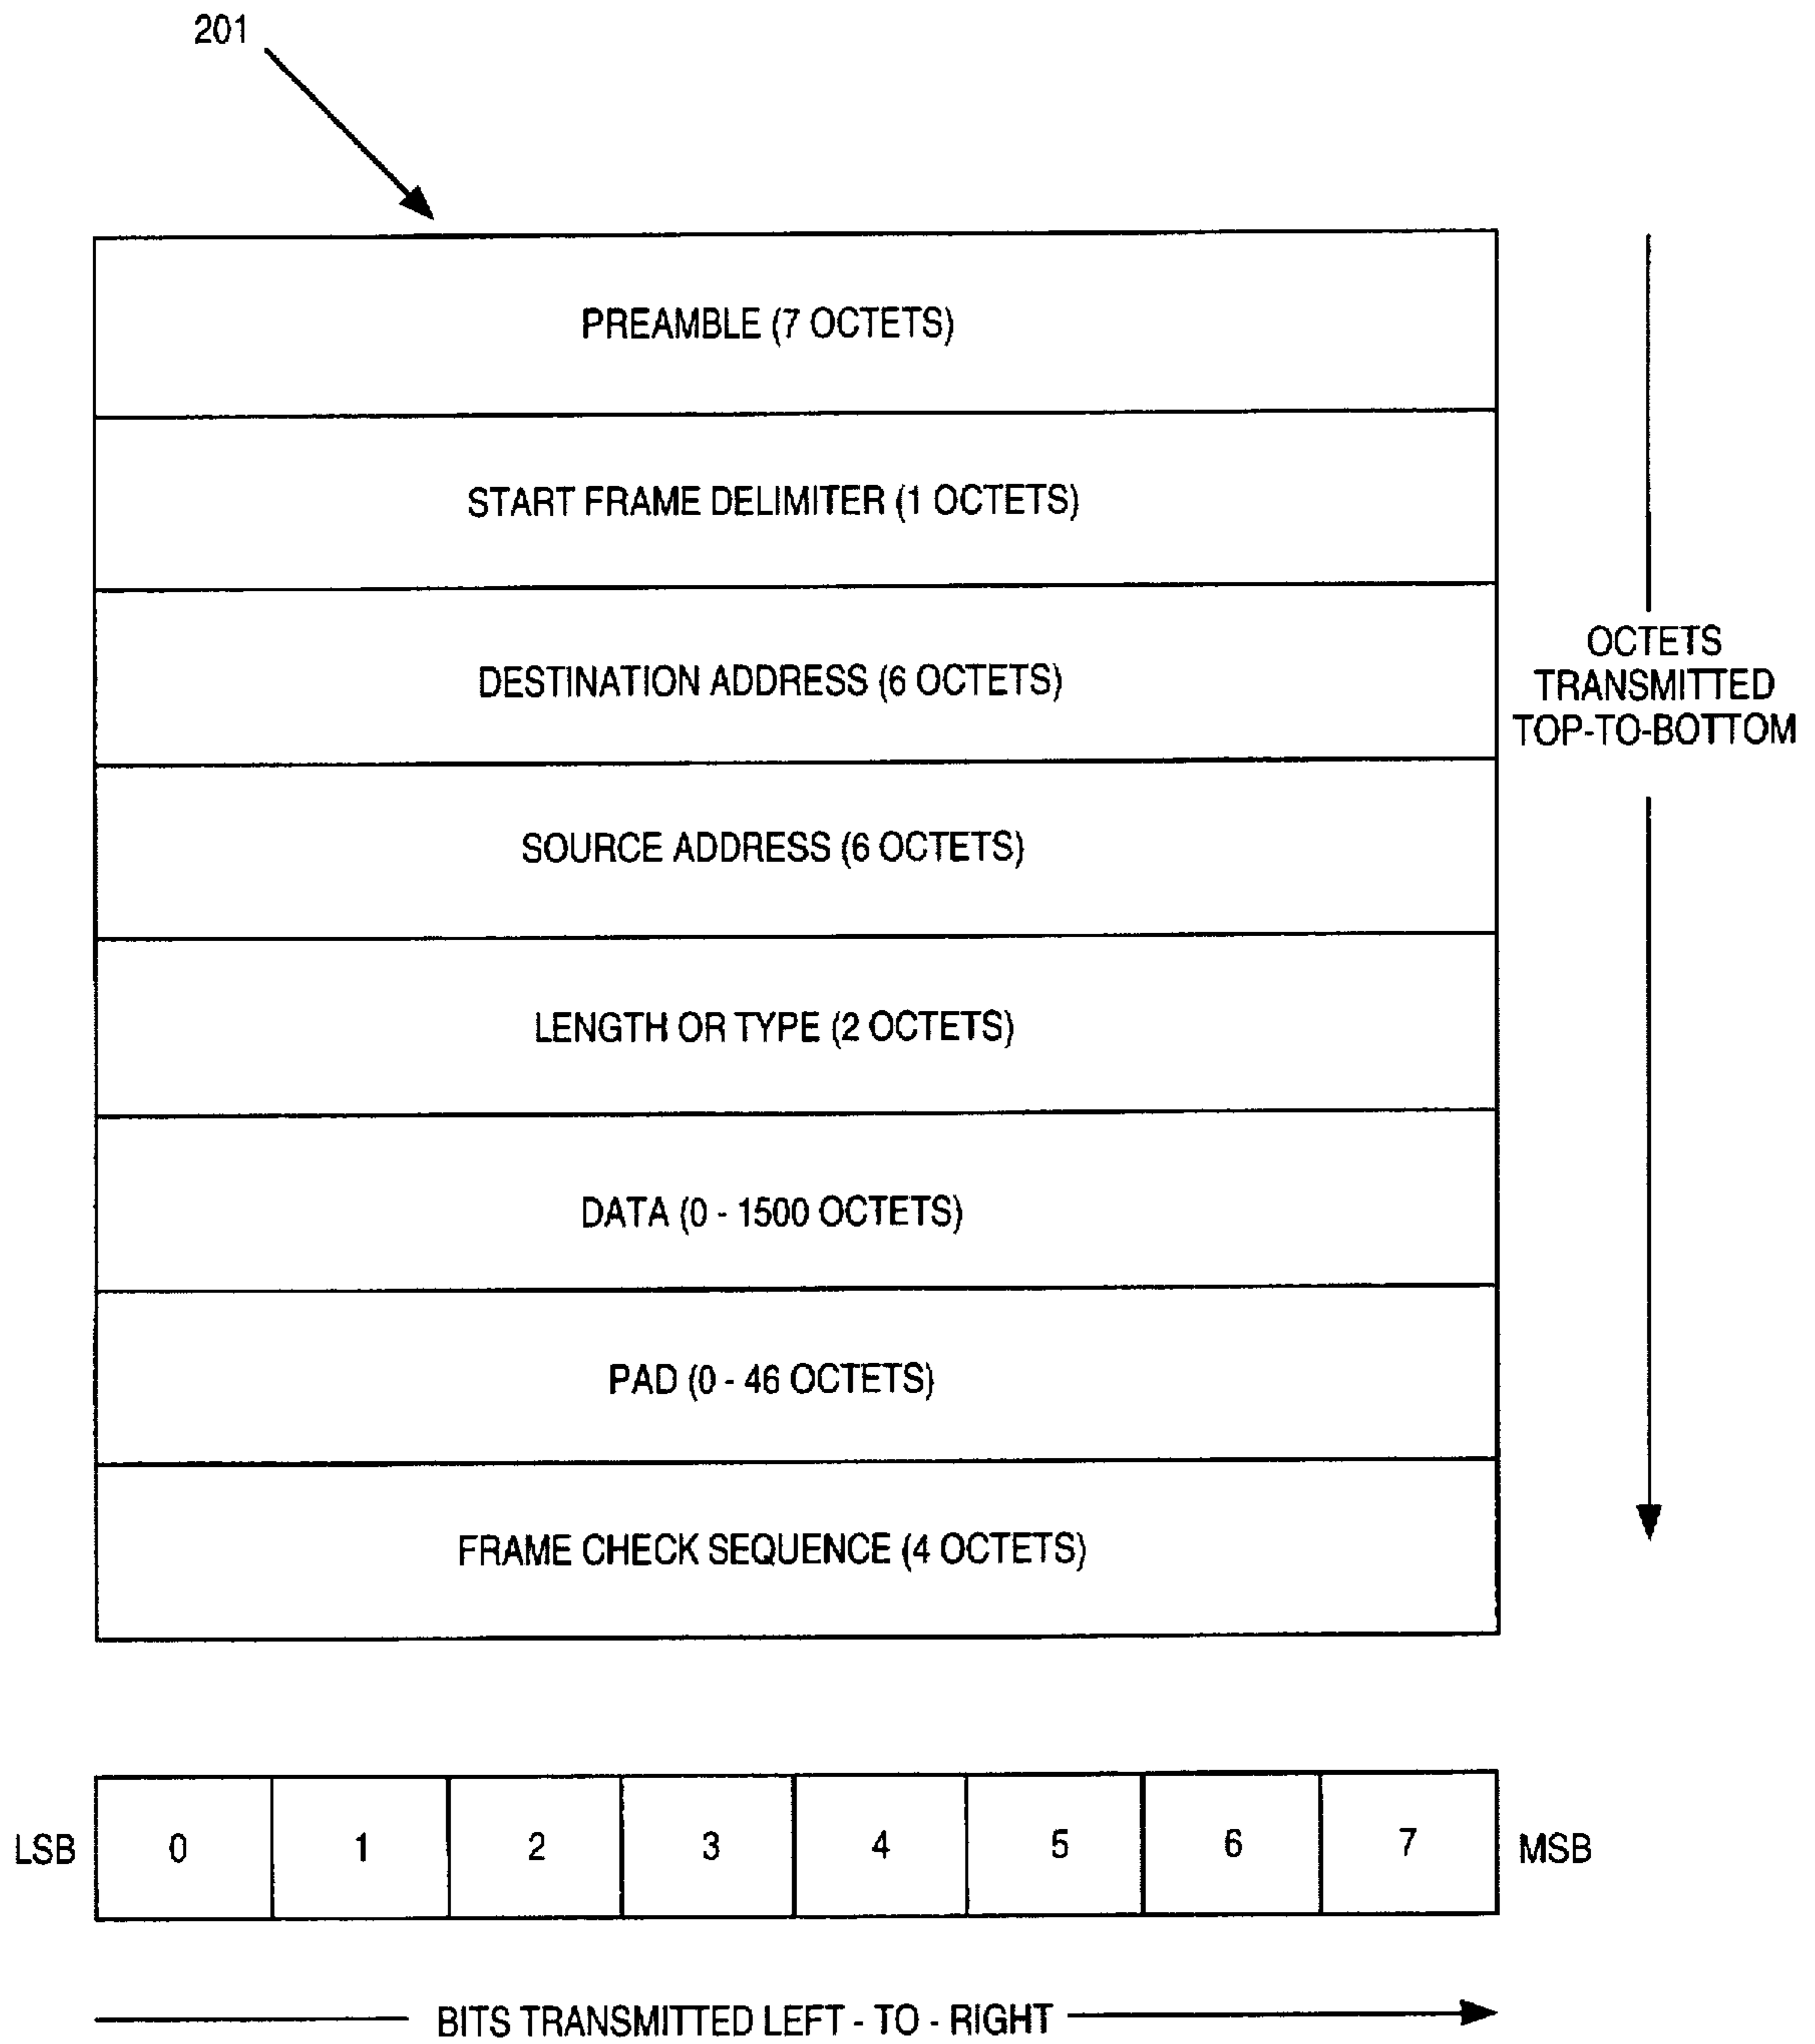 201
PREAMBLE (7 OCTETS)
START FRAME DELIMITER (1 OCTETS)
DESTINATION ADDRESS (6 OCTETS)
OCTETS
TRANSMITTED
TOP-TO-BOTTOM
SOURCE ADDRESS (6 OCTETS)
LENGTH OR TYPE (2 OCTETS)
DATA (0 - 1500 OCTETS)
PAD (0 - 46 OCTETS)
FRAME CHECK SEQUENCE (4 OCTETS)
LSB 0 1 2 3 4 5 6 7 MSB
BITS TRANSMITTED LEFT - TO - RIGHT